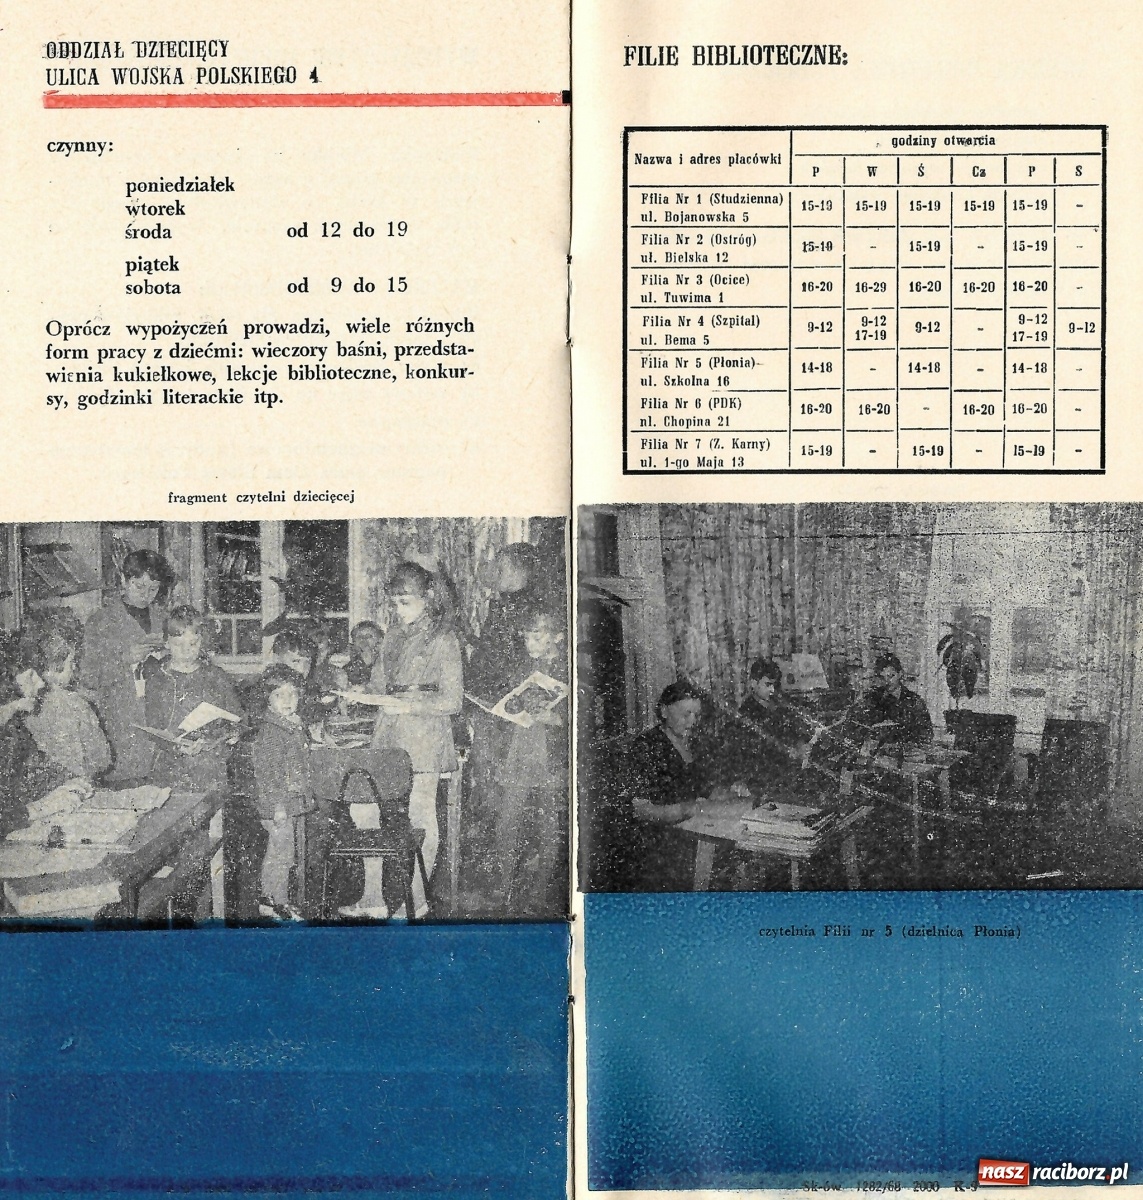 ODDZIAŁ DZIECIĘCY
ULICA WOJSKA POLSKIEGO 4
czynny:
poniedziałek
wtorek
środa od 12 do 19
piątek
sobota od 9 do 15
Oprócz wypożyczeń prowadzi, wiele różnych
form pracy z dziećmi: wieczory baśni, przedsta-
wienia kukiełkowe, lekcje biblioteczne, konkur-
sy, godzinki literackie itp.
fragment czytelni dziecięcej
FILIE BIBLIOTECZNE:
Nazwa i adres placówki godziny otwarcia
P W Ś Cz P S
Filia Nr 1 (Studzienna) 15-19 15-19 15-19 15-19 15-19 -
ul. Bojanowska 5
Filia Nr 2 (Ostróg) 15-19 - 15-19 - 15-19 -
ul. Bielska 12
Filia Nr 3 (Ocice) 16-20 16-29 16-20 16-20 16-20 -
ul. Tuwima 1
Filia Nr 4 (Szpital) 9-12 9-12 9-12 - 9-12 9-12
ul. Bema 5 17-19 17-19
Filia Nr 5 (Płonia) 14-18 - 14-18 - 14-18 -
ul. Szkolna 16
Filia Nr 6 (PDK) 16-20 16-20 - 16-20 16-20 -
nl. Chopina 21
Filia Nr 7 (Z. Karny) 15-19 - 15-19 - 15-19 -
ul. 1-go Maja 13
czytelnia Filii nr 5 (dzielnica Płonia)
nasz raciborz.pl
Sk-ów 1282/68 2000 K-9